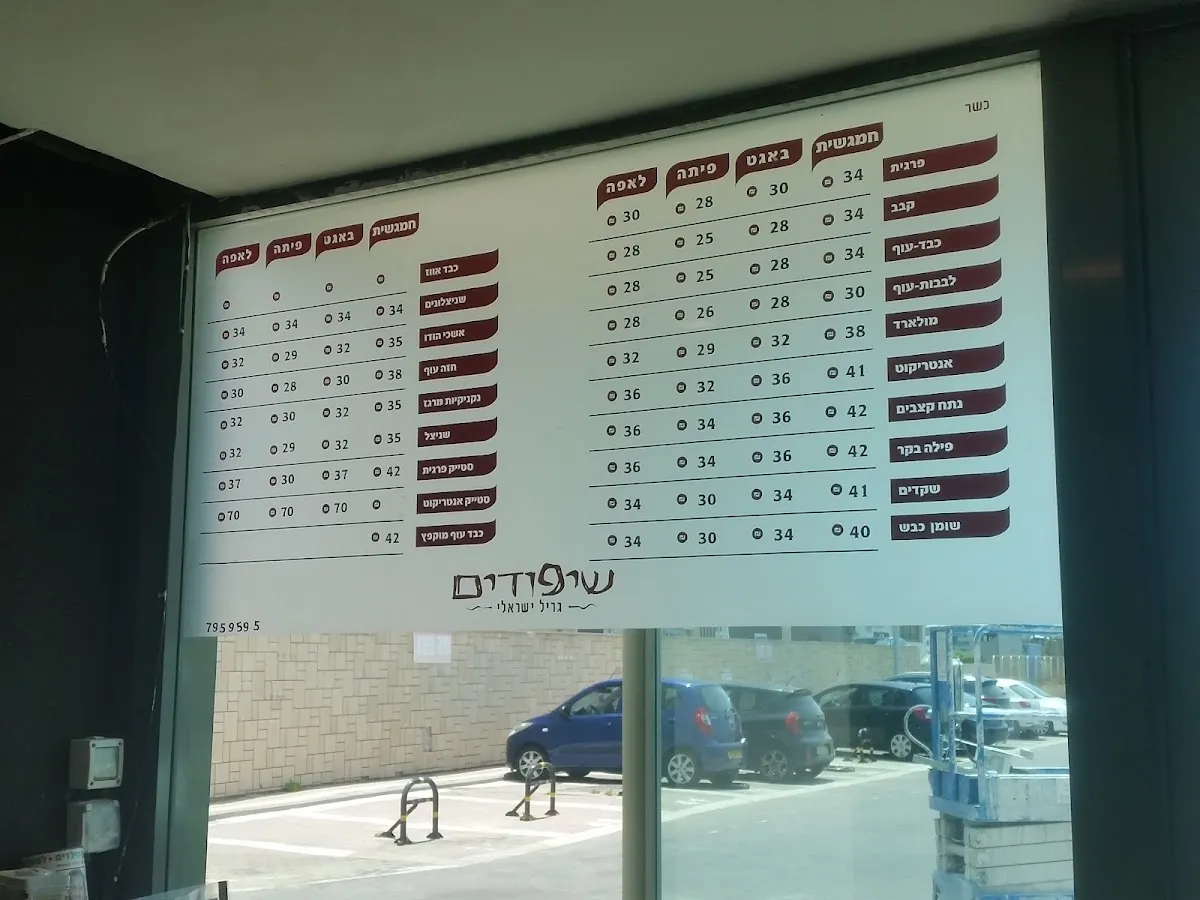 כשר
חמגשית באגט פיתה לאפה
פרגית ₪ 34 ₪ 30 ₪ 28 ₪ 30
קבב ₪ 34 ₪ 28 ₪ 25 ₪ 28
כבד-עוף ₪ 34 ₪ 28 ₪ 25 ₪ 28
לבבות-עוף ₪ 30 ₪ 28 ₪ 26 ₪ 28
מולארד ₪ 38 ₪ 32 ₪ 29 ₪ 32
אנטריקוט ₪ 41 ₪ 36 ₪ 32 ₪ 36
נתח קצבים ₪ 42 ₪ 36 ₪ 34 ₪ 36
פילה בקר ₪ 42 ₪ 36 ₪ 34 ₪ 36
שקדים ₪ 41 ₪ 34 ₪ 30 ₪ 34
שומן כבש ₪ 40 ₪ 34 ₪ 30 ₪ 34
חמגשית באגט פיתה לאפה
כבד אווז ₪ ₪ ₪ ₪
שניצלונים ₪ 34 ₪ 34 ₪ 34 ₪ 34
אשכי הודו ₪ 35 ₪ 32 ₪ 29 ₪ 32
חזה עוף ₪ 38 ₪ 30 ₪ 28 ₪ 30
נקניקיות מרגז ₪ 35 ₪ 32 ₪ 30 ₪ 32
שניצל ₪ 35 ₪ 32 ₪ 29 ₪ 32
סטייק פרגית ₪ 42 ₪ 37 ₪ 30 ₪ 37
סטייק אנטריקוט ₪ ₪ 70 ₪ 70 ₪ 70
כבד עוף מוקפץ ₪ 42
שיפודים
גריל ישראלי
7959595